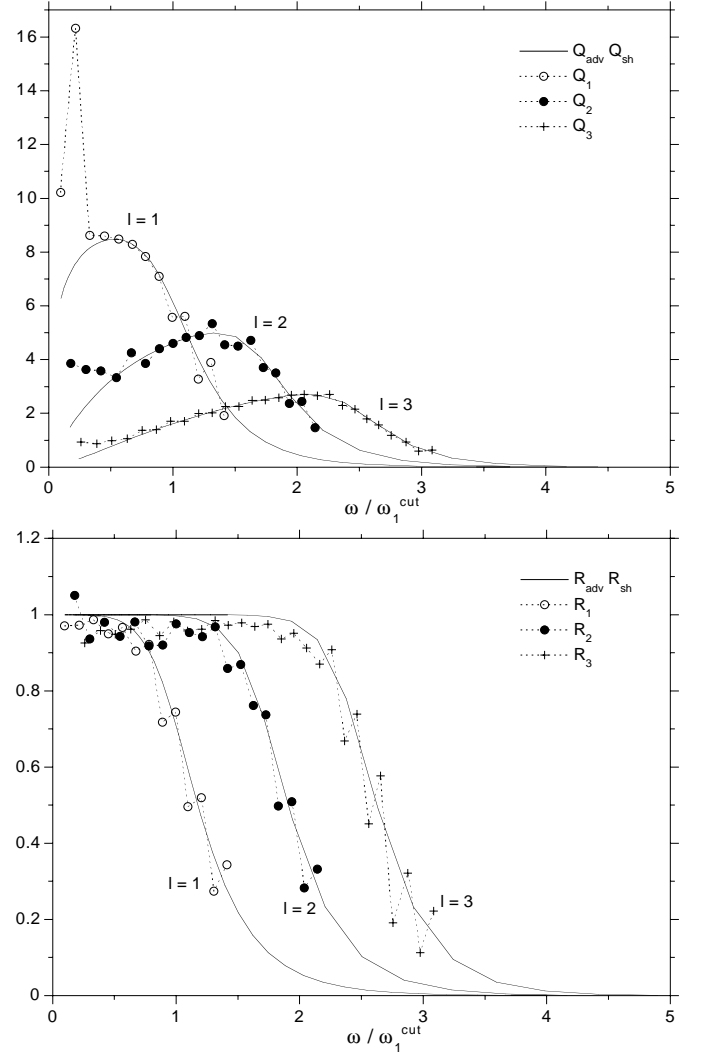 16
14
12
10
8
6
4
2
0
Q_adv Q_sh
Q_1
Q_2
Q_3
l = 1
l = 2
l = 3
0 1 2 3 4 5
ω / ω_1^cut
1.2
1
0.8
0.6
0.4
0.2
0
R_adv R_sh
R_1
R_2
R_3
l = 1
l = 2
l = 3
0 1 2 3 4 5
ω / ω_1^cut